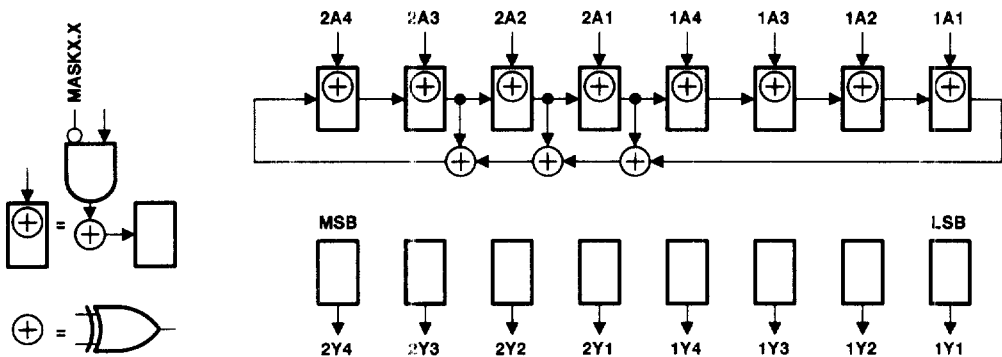 2A4 2A3 2A2 2A1 1A4 1A3 1A2 1A1
MASKX.X
=
=
MSB LSB
2Y4 2Y3 2Y2 2Y1 1Y4 1Y3 1Y2 1Y1